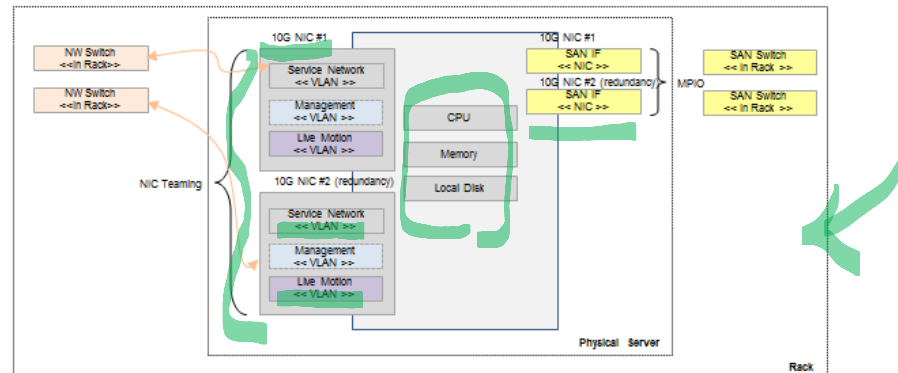 10G NIC #1
10G NIC #1
NW Switch
<<In Rack>>
NW Switch
<<In Rack>>
Service Network
<< VLAN >>
Management
<< VLAN >>
Live Motion
<< VLAN >>
10G NIC #2 (redundancy)
Service Network
<< VLAN >>
Management
<< VLAN >>
Live Motion
<< VLAN >>
NIC Teaming
CPU
Memory
Local Disk
SAN IF
<< NIC >>
10G NIC #2 (redundancy)
SAN IF
<< NIC >>
MPIO
SAN Switch
<< In Rack>>
SAN Switch
<< In Rack>>
Physical Server
Rack